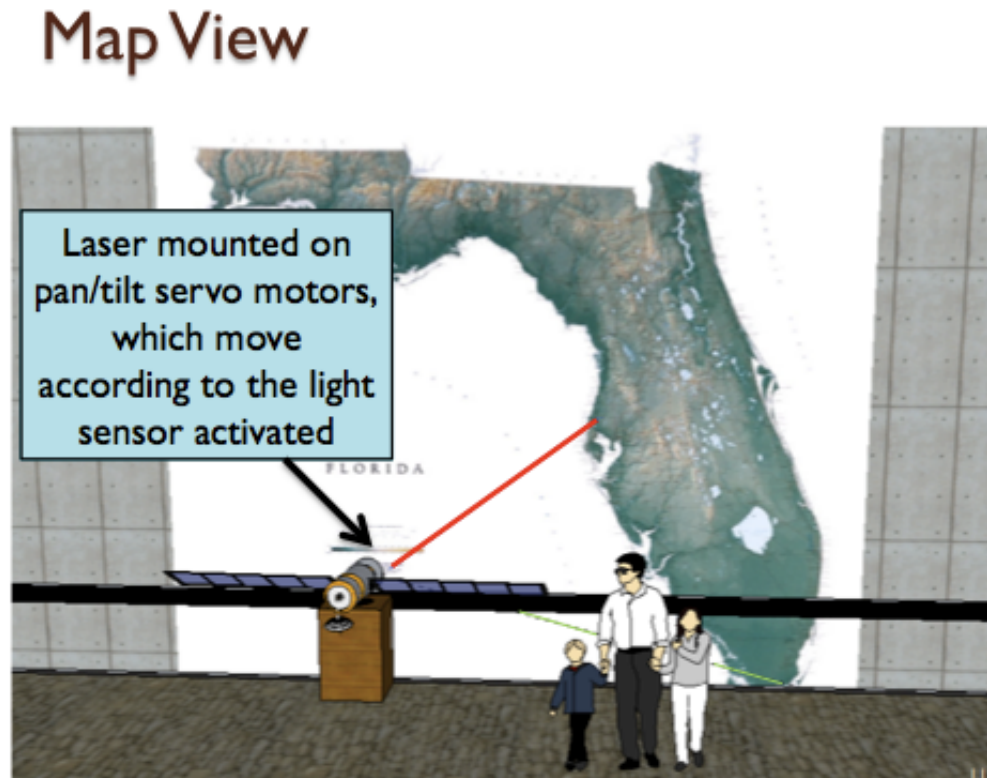 Map View
Laser mounted on
pan/tilt servo motors,
which move
according to the light
sensor activated
FLORIDA